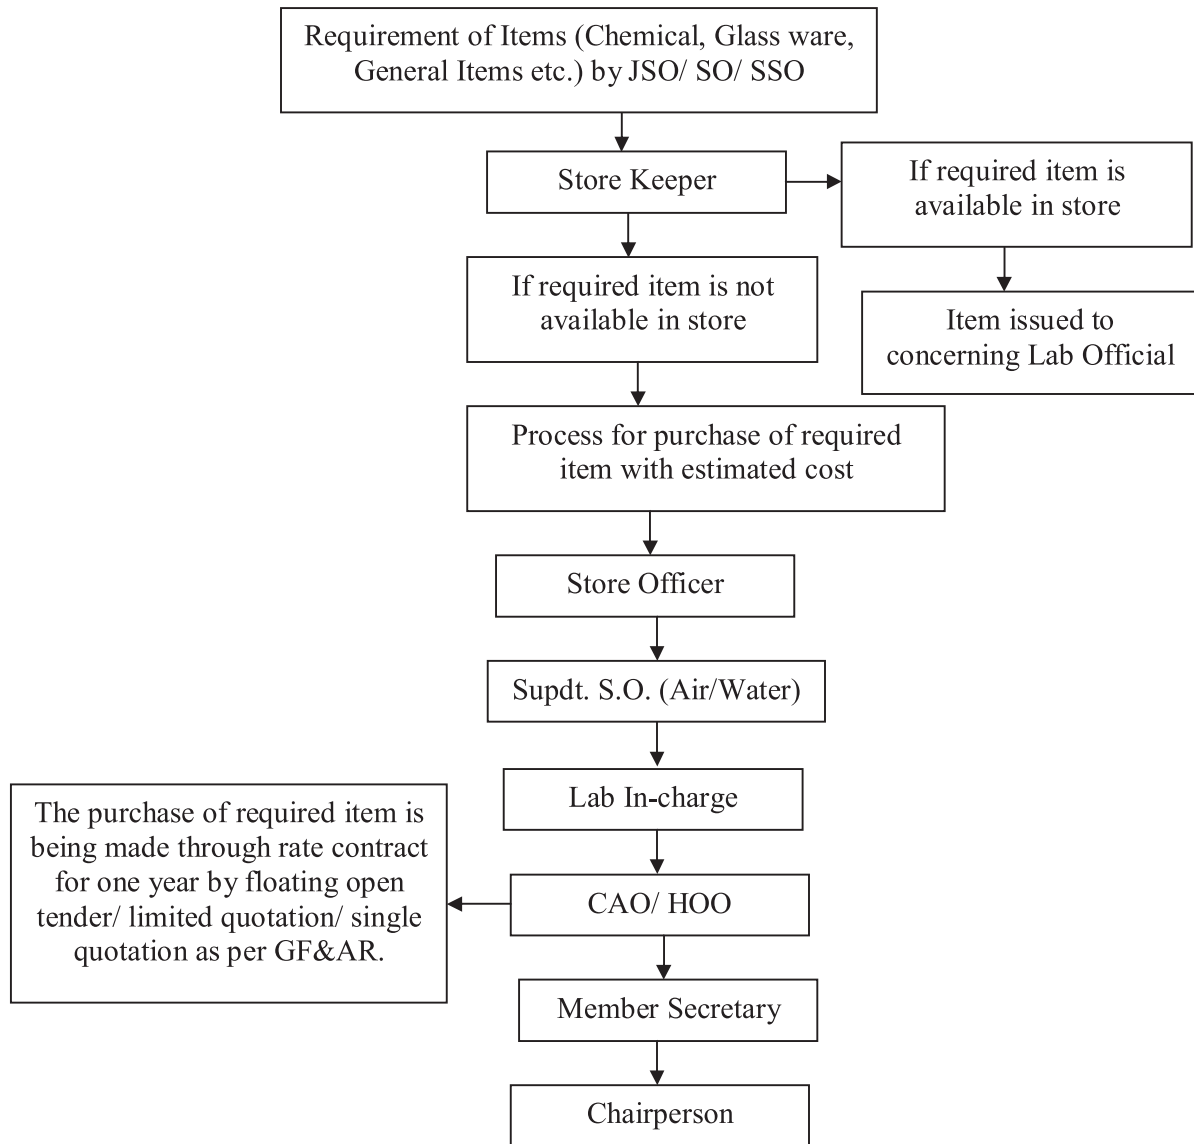 Requirement of Items (Chemical, Glass ware,
General Items etc.) by JSO/ SO/ SSO
Store Keeper
If required item is
available in store
If required item is not
available in store
Item issued to
concerning Lab Official
Process for purchase of required
item with estimated cost
Store Officer
Supdt. S.O. (Air/Water)
Lab In-charge
The purchase of required item is
being made through rate contract
for one year by floating open
tender/ limited quotation/ single
quotation as per GF&AR.
CAO/ HOO
Member Secretary
Chairperson